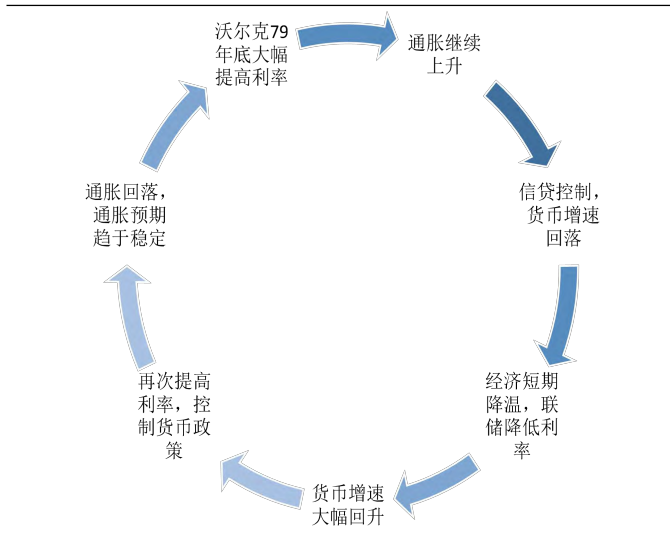 沃尔克79
年底大幅
提高利率
通胀继续
上升
信贷控制，
货币增速
回落
经济短期
降温，联
储降低利
率
货币增速
大幅回升
再次提高
利率，控
制货币政
策
通胀回落，
通胀预期
趋于稳定